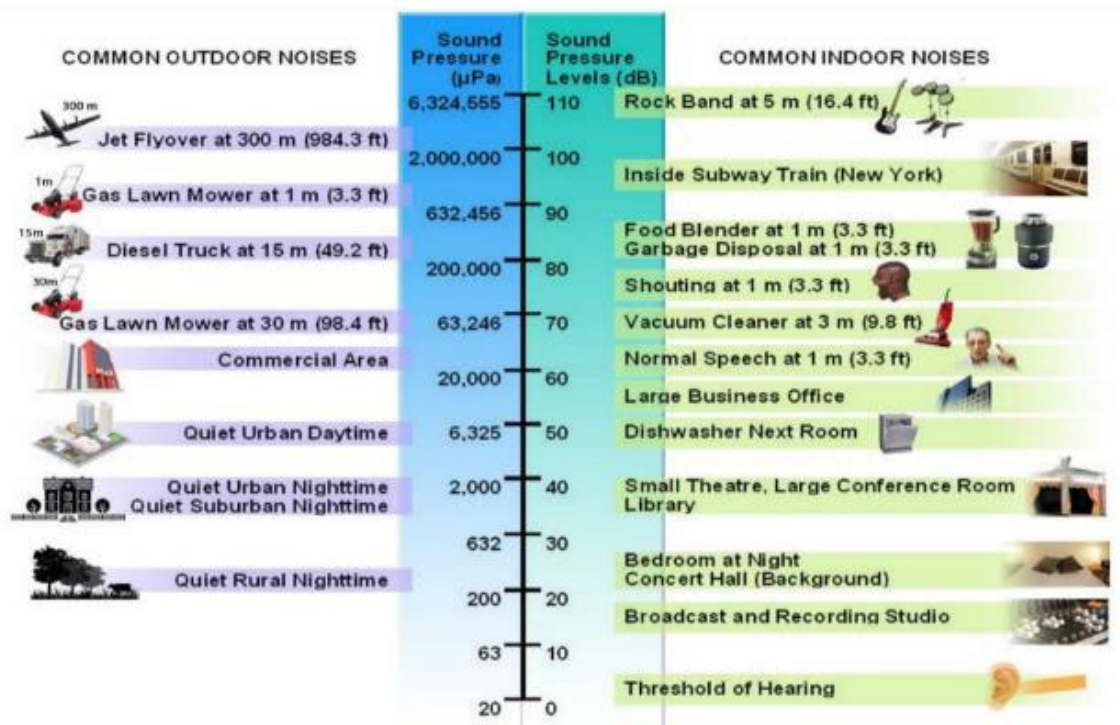 COMMON OUTDOOR NOISES
Sound
Pressure
(µPa)
Sound
Pressure
Levels (dB)
COMMON INDOOR NOISES
6,324,555
110
Rock Band at 5 m (16.4 ft)
300 m
Jet Flyover at 300 m (984.3 ft)
2,000,000
100
Inside Subway Train (New York)
1m
Gas Lawn Mower at 1 m (3.3 ft)
632,456
90
15m
Diesel Truck at 15 m (49.2 ft)
Food Blender at 1 m (3.3 ft)
Garbage Disposal at 1 m (3.3 ft)
200,000
80
Shouting at 1 m (3.3 ft)
30m
Gas Lawn Mower at 30 m (98.4 ft)
63,246
70
Vacuum Cleaner at 3 m (9.8 ft)
Commercial Area
Normal Speech at 1 m (3.3 ft)
20,000
60
Large Business Office
Quiet Urban Daytime
6,325
50
Dishwasher Next Room
Quiet Urban Nighttime
Quiet Suburban Nighttime
2,000
40
Small Theatre, Large Conference Room
Library
632
30
Bedroom at Night
Concert Hall (Background)
Quiet Rural Nighttime
200
20
Broadcast and Recording Studio
63
10
Threshold of Hearing
20
0